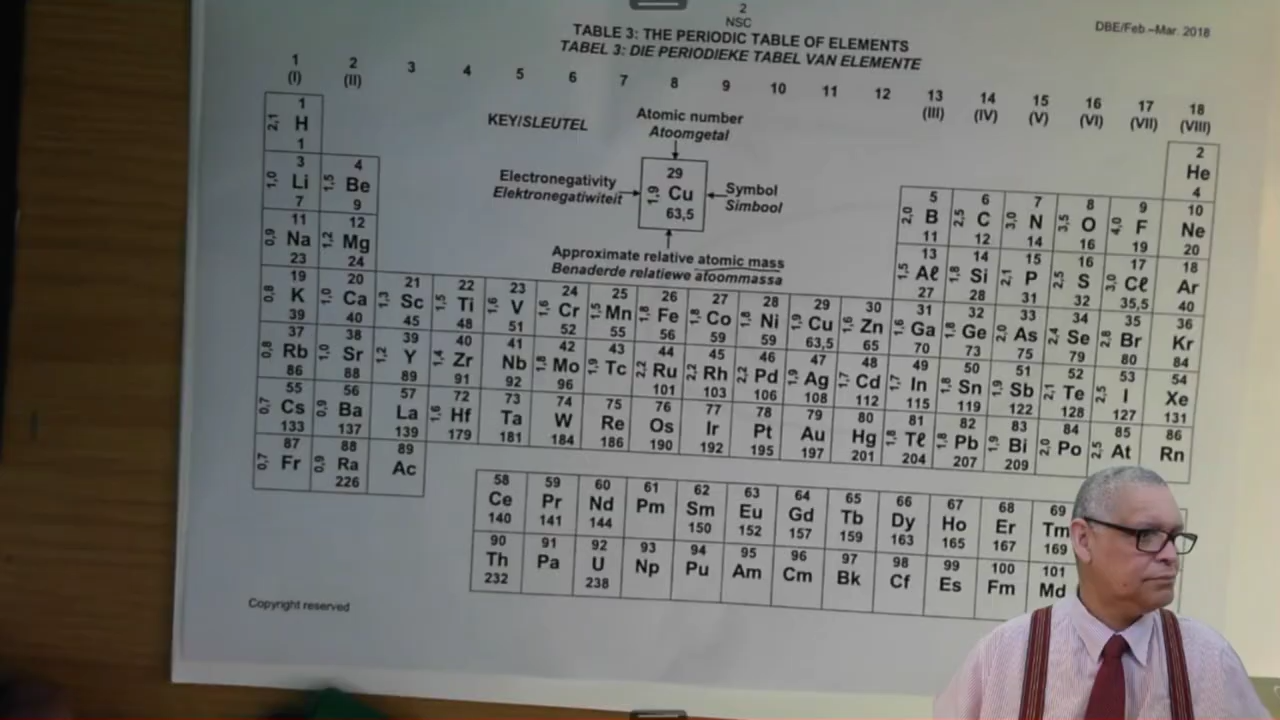 2
NSC
DBE/Feb.–Mar. 2018
TABLE 3: THE PERIODIC TABLE OF ELEMENTS
TABEL 3: DIE PERIODIEKE TABEL VAN ELEMENTE
1 2 3 4 5 6 7 8 9 10 11 12 13 14 15 16 17 18
(I) (II) (III) (IV) (V) (VI) (VII) (VIII)
KEY/SLEUTEL
Atomic number
Atoomgetal
Electronegativity
Elektronegatiwiteit
29
1,9 Cu
63,5
Symbol
Simbool
Approximate relative atomic mass
Benaderde relatiewe atoommassa
1 2
2,1 H He
1 4
3 4 5 6 7 8 9 10
1,0 Li 1,5 Be 2,0 B 2,5 C 3,0 N 3,5 O 4,0 F Ne
7 9 11 12 14 16 19 20
11 12 13 14 15 16 17 18
0,9 Na 1,2 Mg 1,5 Aℓ 1,8 Si 2,1 P 2,5 S 3,0 Cℓ Ar
23 24 27 28 31 32 35,5 40
19 20 21 22 23 24 25 26 27 28 29 30 31 32 33 34 35 36
0,8 K 1,0 Ca 1,3 Sc 1,5 Ti 1,6 V 1,6 Cr 1,5 Mn 1,8 Fe 1,8 Co 1,8 Ni 1,9 Cu 1,6 Zn 1,6 Ga 1,8 Ge 2,0 As 2,4 Se 2,8 Br Kr
39 40 45 48 51 52 55 56 59 59 63,5 65 70 73 75 79 80 84
37 38 39 40 41 42 43 44 45 46 47 48 49 50 51 52 53 54
0,8 Rb 1,0 Sr 1,2 Y 1,4 Zr Nb 1,8 Mo 1,9 Tc 2,2 Ru 2,2 Rh 2,2 Pd 1,9 Ag 1,7 Cd 1,7 In 1,8 Sn 1,9 Sb 2,1 Te 2,5 I Xe
86 88 89 91 92 96 101 103 106 108 112 115 119 122 128 127 131
55 56 57 72 73 74 75 76 77 78 79 80 81 82 83 84 85 86
0,7 Cs 0,9 Ba La 1,6 Hf Ta W Re Os Ir Pt Au Hg 1,8 Tℓ 1,8 Pb 1,9 Bi 2,0 Po 2,5 At Rn
133 137 139 179 181 184 186 190 192 195 197 201 204 207 209
87 88 89
0,7 Fr 0,9 Ra Ac
226
58 59 60 61 62 63 64 65 66 67 68 69
Ce Pr Nd Pm Sm Eu Gd Tb Dy Ho Er Tm
140 141 144 150 152 157 159 163 165 167 169
90 91 92 93 94 95 96 97 98 99 100 101
Th Pa U Np Pu Am Cm Bk Cf Es Fm Md
232 238
Copyright reserved